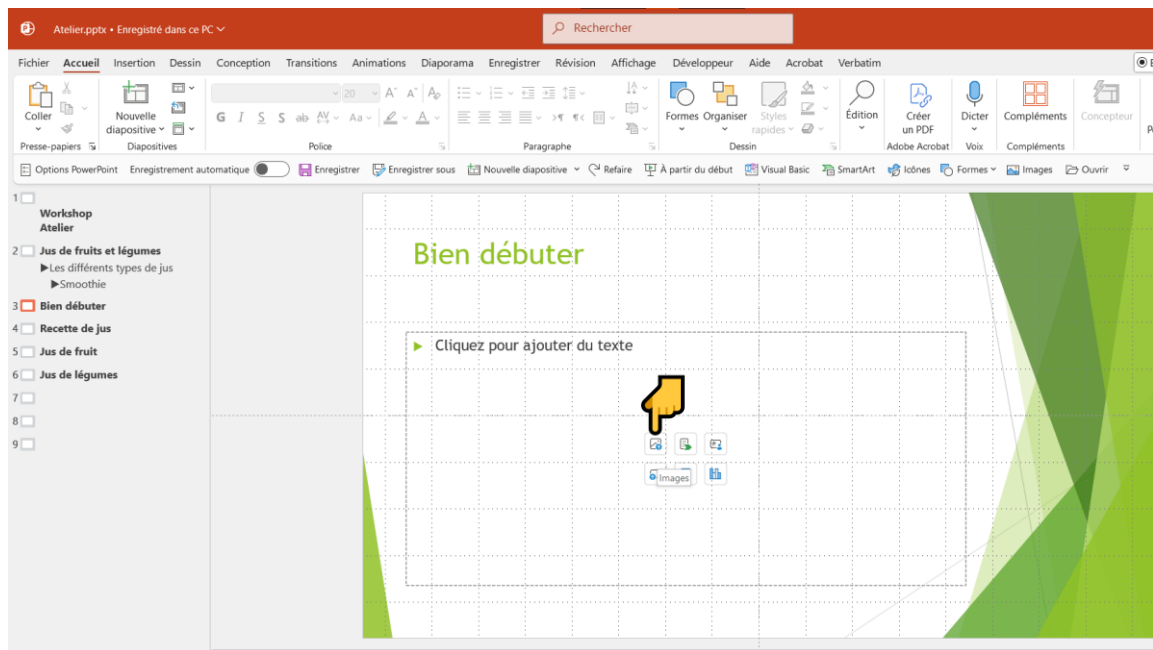 Atelier.pptx • Enregistré dans ce PC
Rechercher
Fichier Accueil Insertion Dessin Conception Transitions Animations Diaporama Enregistrer Révision Affichage Développeur Aide Acrobat Verbatim
Coller
Nouvelle diapositive
20
G I S S ab AV Aa A
Formes Organiser Styles rapides
Édition
Créer un PDF
Dicter
Compléments
Concepteur
Presse-papiers Diapositives Police Paragraphe Dessin Adobe Acrobat Voix Compléments
Options PowerPoint Enregistrement automatique Enregistrer Enregistrer sous Nouvelle diapositive Refaire À partir du début Visual Basic SmartArt Icônes Formes Images Ouvrir
1
Workshop
Atelier
2 Jus de fruits et légumes
Les différents types de jus
Smoothie
3 Bien débuter
4 Recette de jus
5 Jus de fruit
6 Jus de légumes
7
8
9
Bien débuter
Cliquez pour ajouter du texte
Images